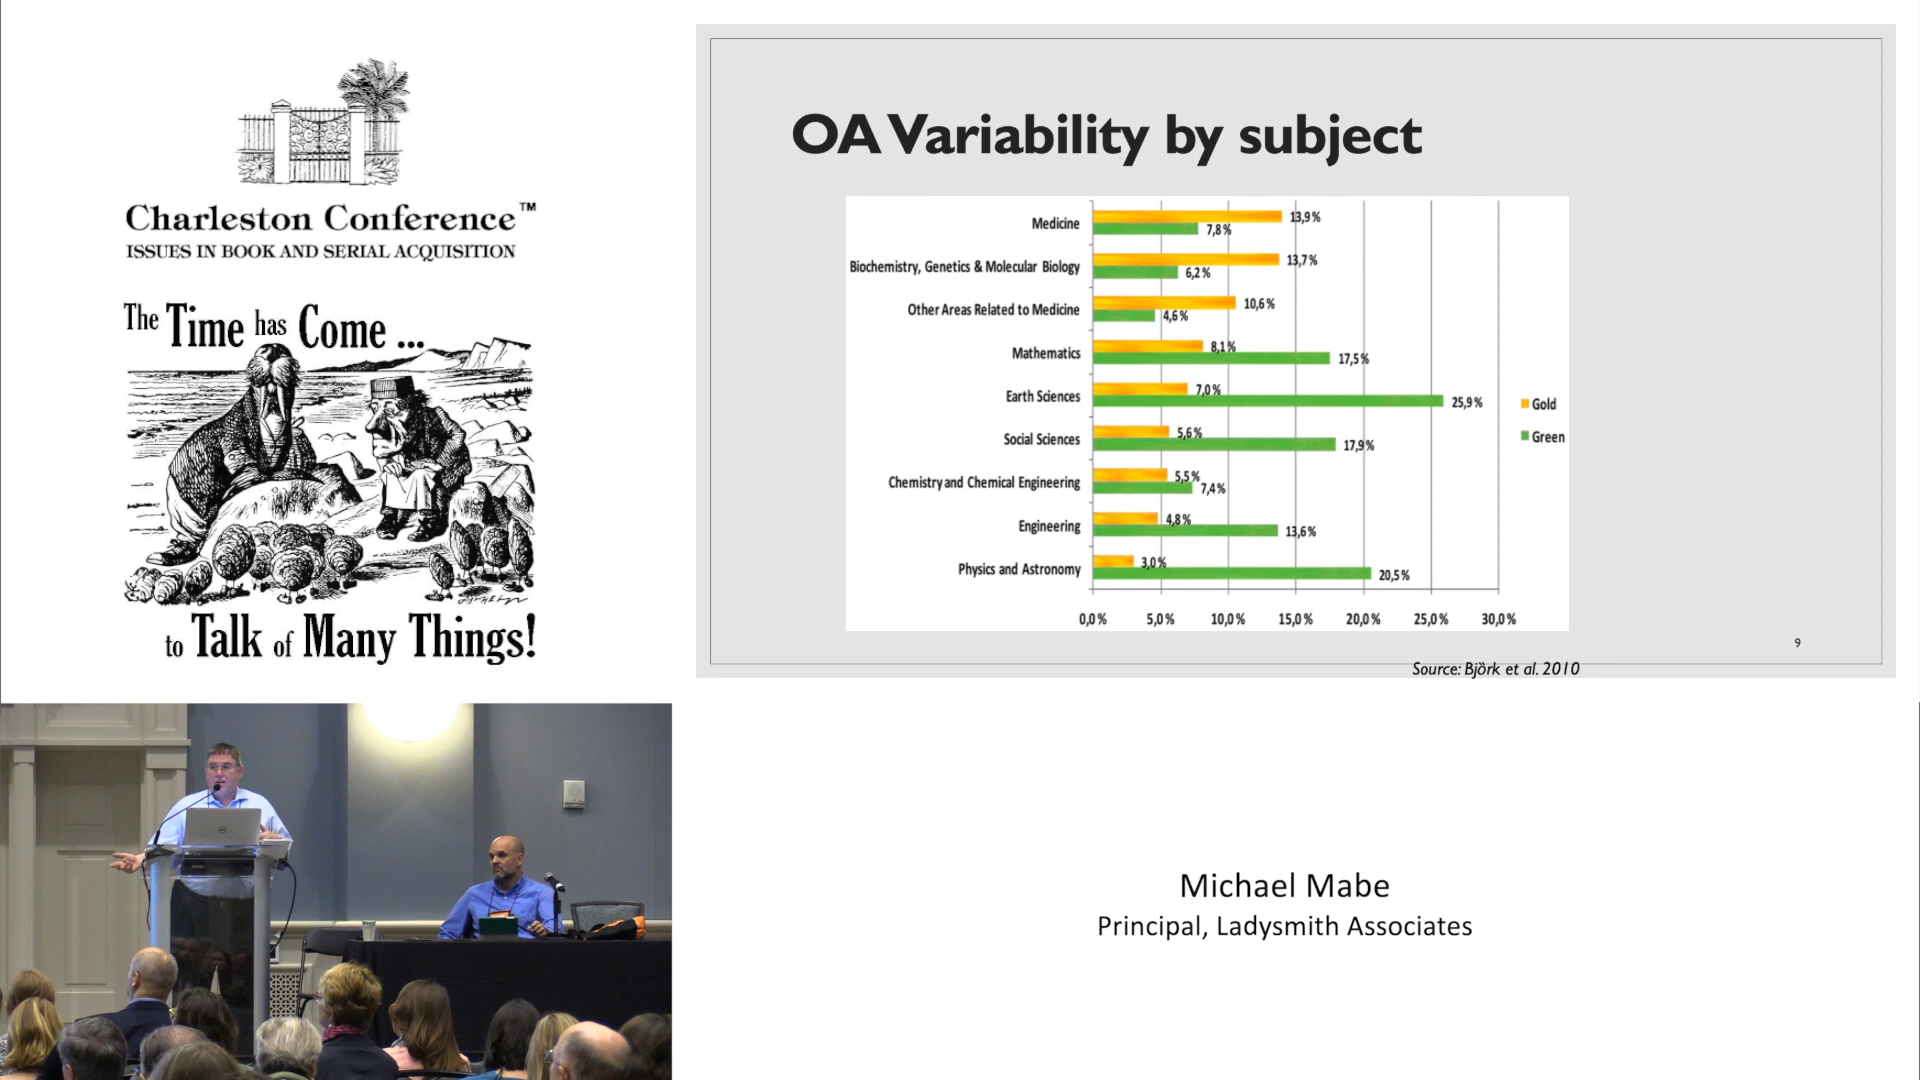 Charleston Conference™
ISSUES IN BOOK AND SERIAL ACQUISITION
The Time has Come ...
to Talk of Many Things!
OA Variability by subject
Medicine 13,9% 7,8%
Biochemistry, Genetics & Molecular Biology 13,7% 6,2%
Other Areas Related to Medicine 10,6% 4,6%
Mathematics 8,1% 17,5%
Earth Sciences 7,0% 25,9%
Social Sciences 5,6% 17,9%
Chemistry and Chemical Engineering 5,5% 7,4%
Engineering 4,8% 13,6%
Physics and Astronomy 3,0% 20,5%
0,0% 5,0% 10,0% 15,0% 20,0% 25,0% 30,0%
Gold
Green
9
Source: Björk et al. 2010
Michael Mabe
Principal, Ladysmith Associates